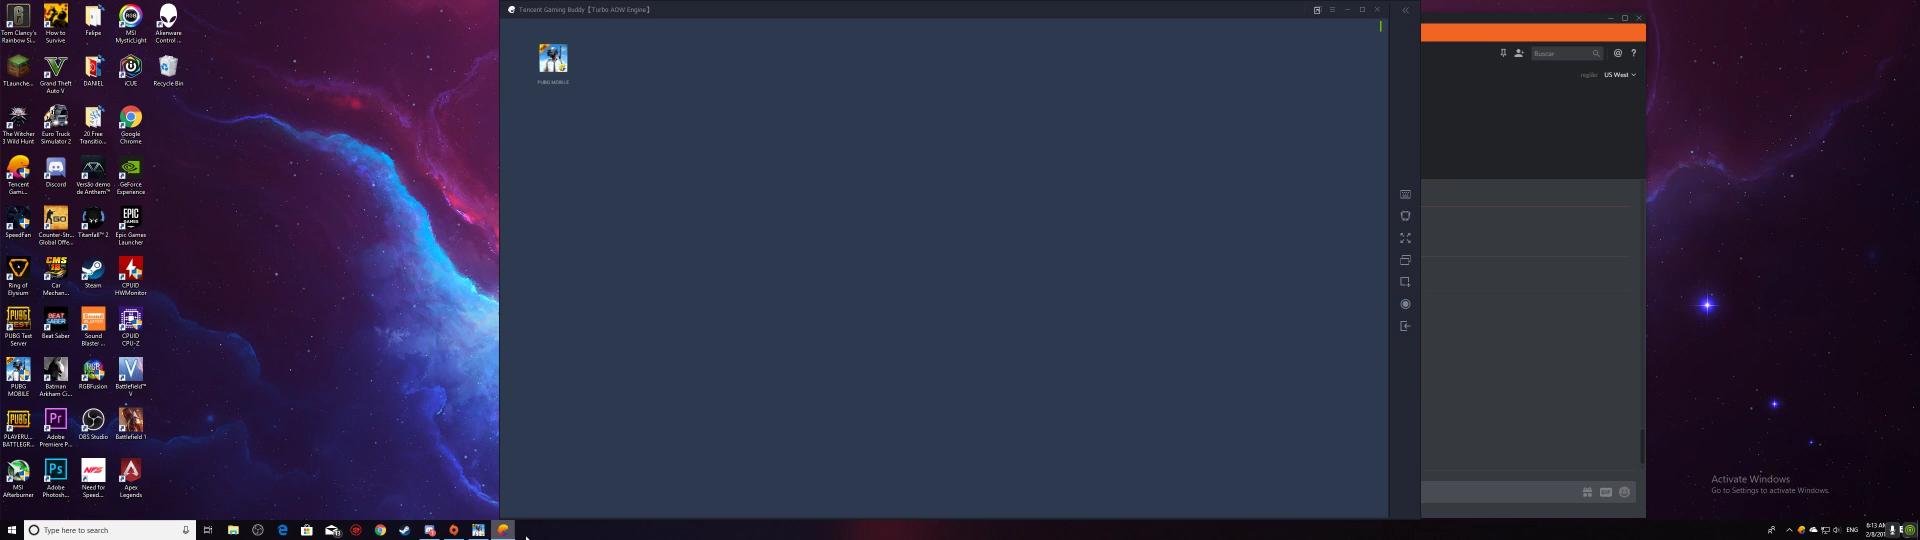 Tom Clancy's
Rainbow Si...
How to
Survive
Felipe
MSI
MysticLight
Alienware
Control ...
TLaunche...
Grand Theft
Auto V
DANIEL
iCUE
Recycle Bin
The Witcher
3 Wild Hunt
Euro Truck
Simulator 2
20 Free
Transitio...
Google
Chrome
Tencent
Gami...
Discord
Versão demo
de Anthem™
GeForce
Experience
SpeedFan
Counter-Str...
Global Offe...
Titanfall™ 2
Epic Games
Launcher
Ring of
Elysium
Car
Mechan...
Steam
CPUID
HWMonitor
PUBG Test
Server
Beat Saber
Sound
Blaster ...
CPUID
CPU-Z
PUBG
MOBILE
Batman
Arkham Ci...
RGBFusion
Battlefield™
V
PLAYERU...
BATTLEGR...
Adobe
Premiere P...
OBS Studio
Battlefield 1
MSI
Afterburner
Adobe
Photosh...
Need for
Speed...
Apex
Legends
Tencent Gaming Buddy【Turbo AOW Engine】
PUBG MOBILE
Buscar
região
US West
Activate Windows
Go to Settings to activate Windows.
Type here to search
ENG
6:13 AM